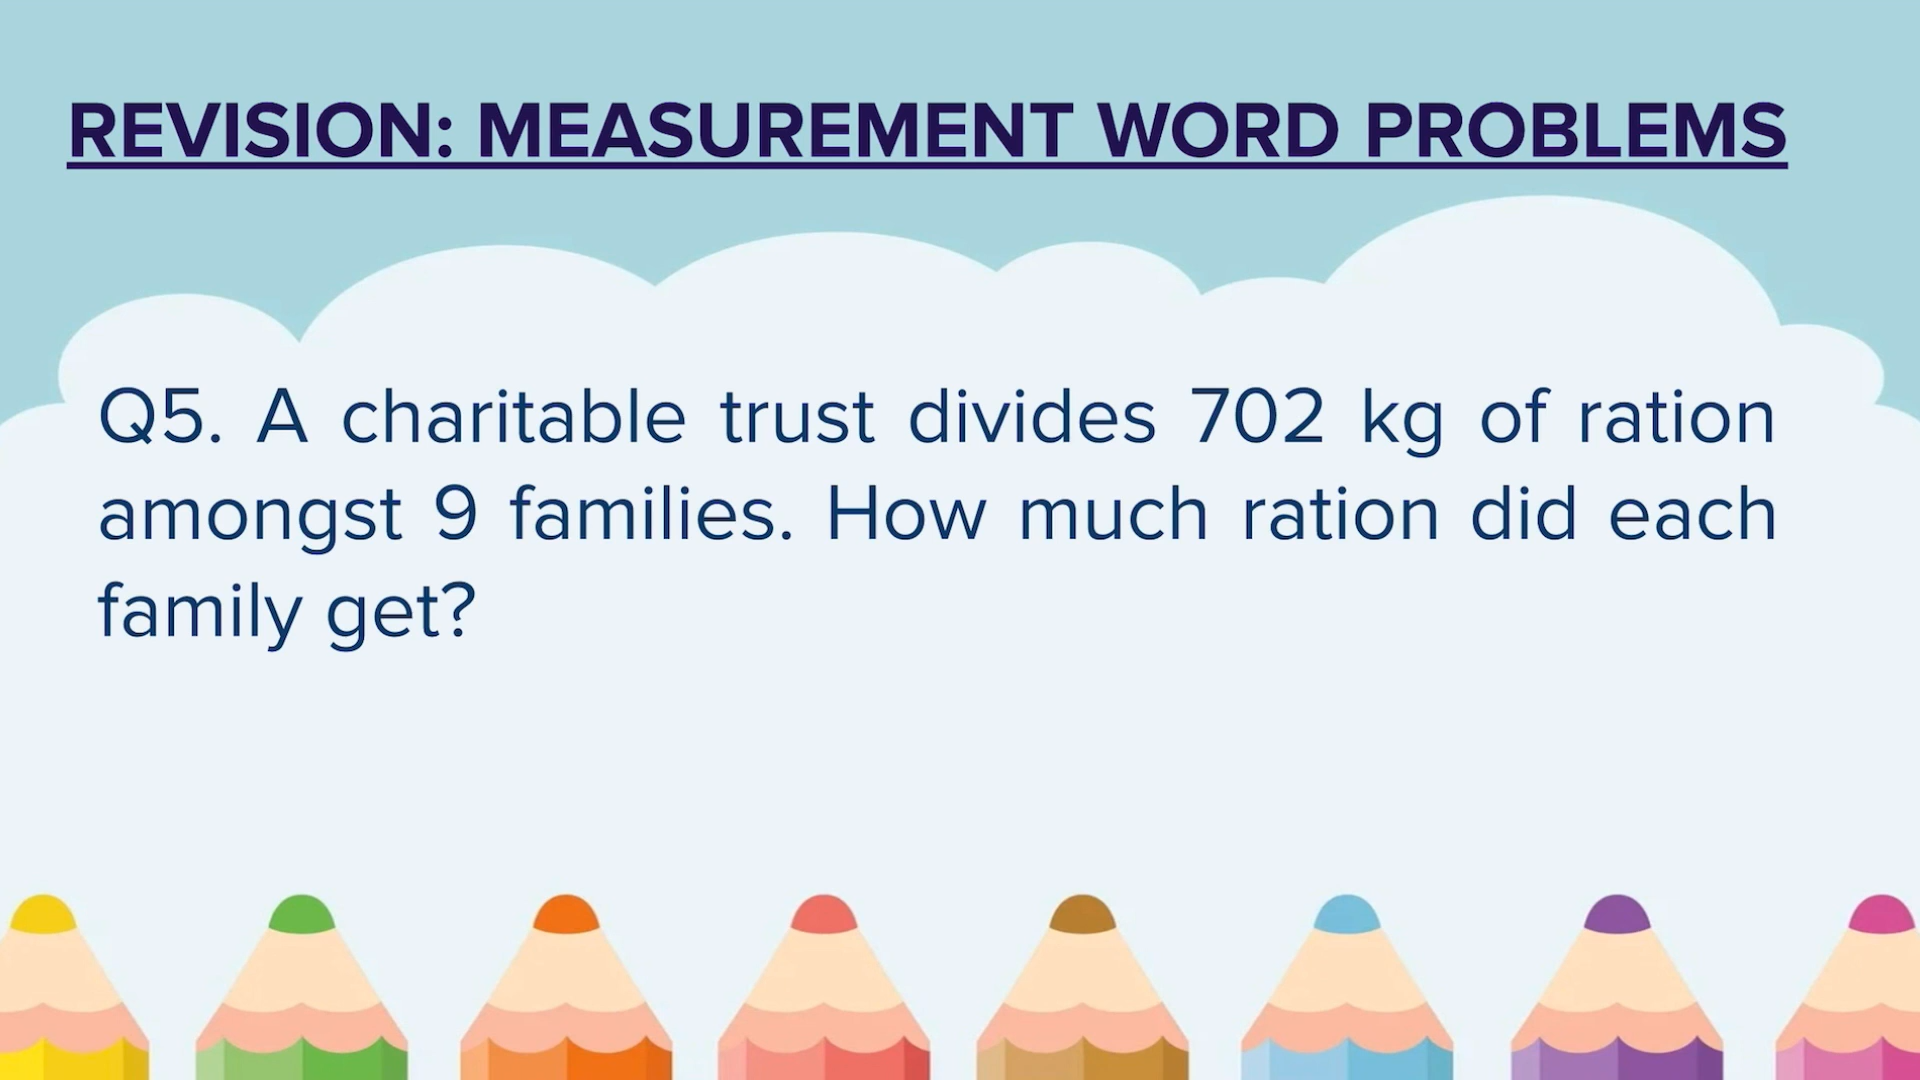 REVISION: MEASUREMENT WORD PROBLEMS
Q5. A charitable trust divides 702 kg of ration
amongst 9 families. How much ration did each
family get?